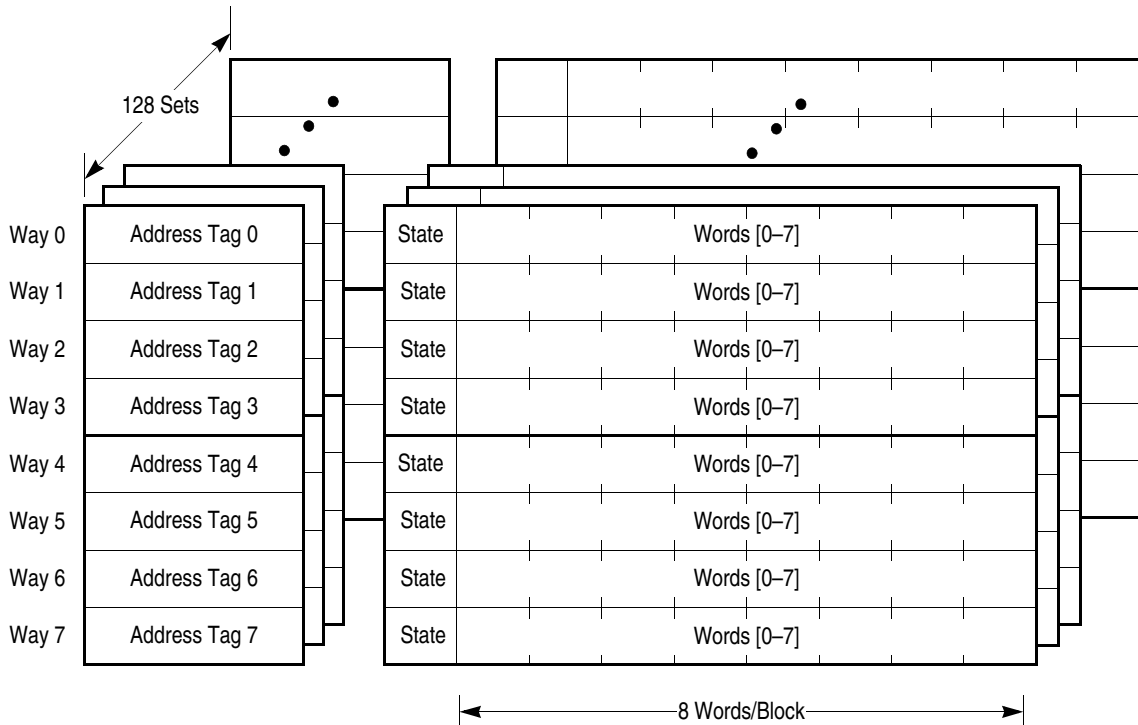 128 Sets
Way 0 Address Tag 0 State Words [0–7]
Way 1 Address Tag 1 State Words [0–7]
Way 2 Address Tag 2 State Words [0–7]
Way 3 Address Tag 3 State Words [0–7]
Way 4 Address Tag 4 State Words [0–7]
Way 5 Address Tag 5 State Words [0–7]
Way 6 Address Tag 6 State Words [0–7]
Way 7 Address Tag 7 State Words [0–7]
8 Words/Block